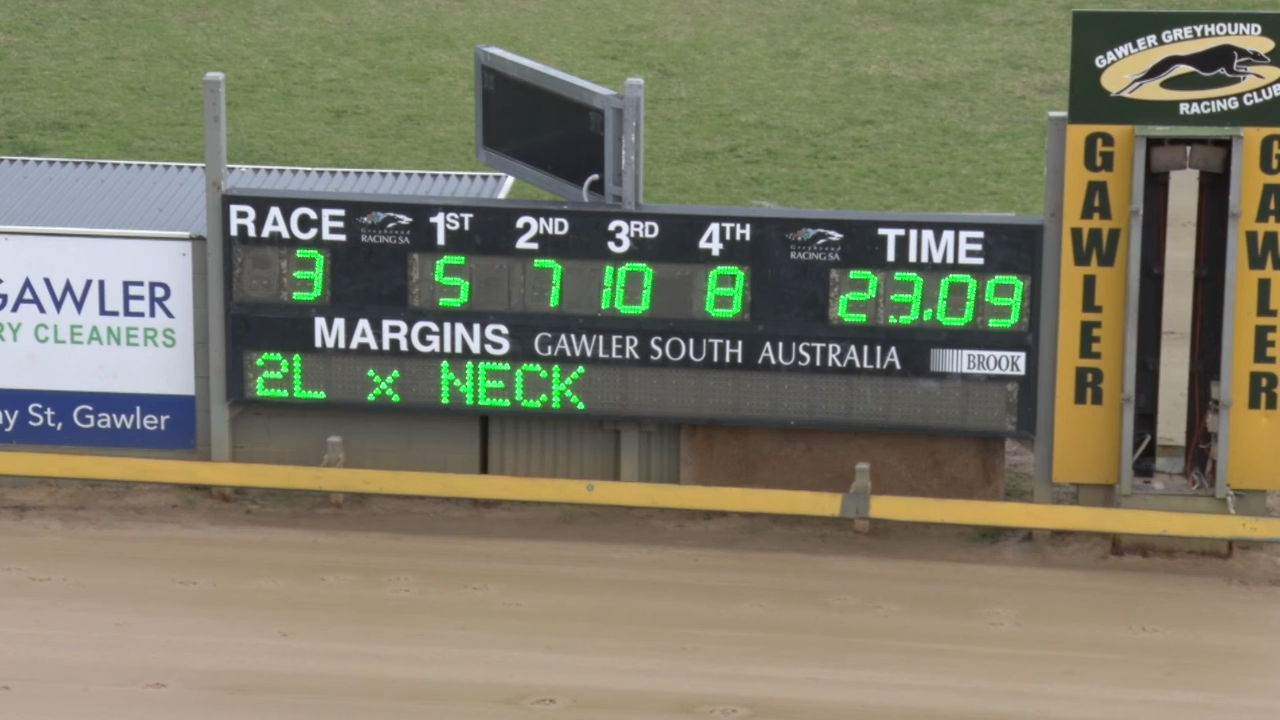 GAWLER GREYHOUND
RACING CLUB
RACE 1ST 2ND 3RD 4TH TIME
Greyhound
RACING SA
Greyhound
RACING SA
3 5 7 10 8 23.09
MARGINS GAWLER SOUTH AUSTRALIA BROOK
2L x NECK
GAWLER
GAWLER
GAWLER
RY CLEANERS
ay St, Gawler